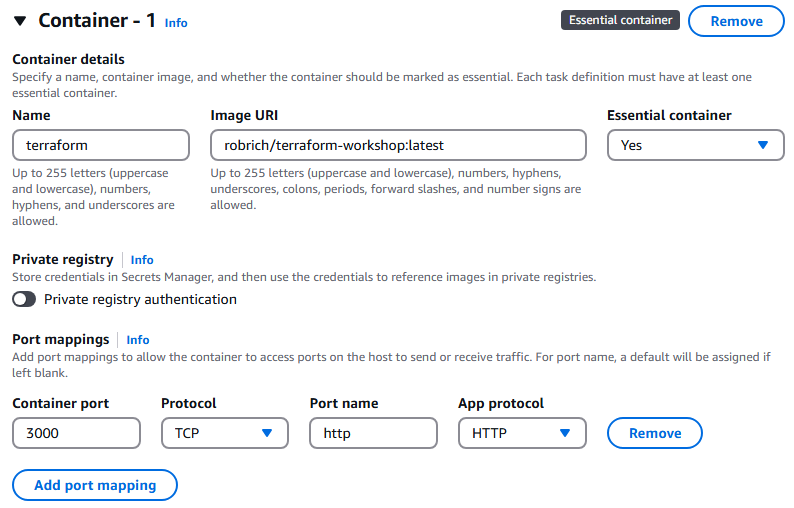 Container - 1 Info Essential container Remove
Container details
Specify a name, container image, and whether the container should be marked as essential. Each task definition must have at least one
essential container.
Name Image URI Essential container
terraform robrich/terraform-workshop:latest Yes
Up to 255 letters (uppercase
and lowercase), numbers,
hyphens, and underscores are
allowed.
Up to 255 letters (uppercase and lowercase), numbers, hyphens,
underscores, colons, periods, forward slashes, and number signs are
allowed.
Private registry Info
Store credentials in Secrets Manager, and then use the credentials to reference images in private registries.
Private registry authentication
Port mappings Info
Add port mappings to allow the container to access ports on the host to send or receive traffic. For port name, a default will be assigned if
left blank.
Container port Protocol Port name App protocol
3000 TCP http HTTP Remove
Add port mapping